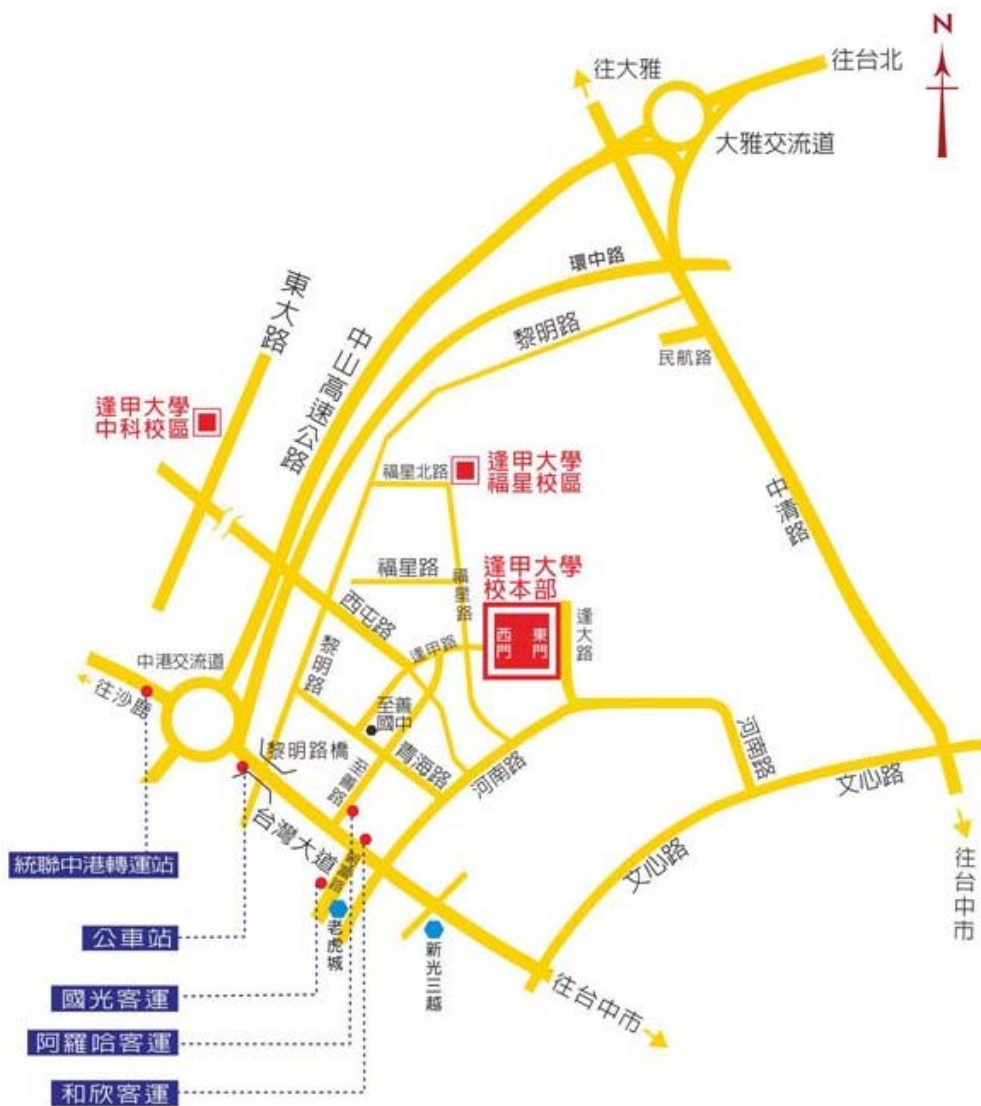 N
往大雅
往台北
大雅交流道
環中路
東大路
中山高速公路
黎明路
民航路
逢甲大學
中科校區
福星北路
逢甲大學
福星校區
中清路
福星路
福星路
逢甲大學
校本部
西門
東門
逢大路
西屯路
逢甲路
黎明路
中港交流道
往沙鹿
至善
國中
黎明路橋
青海路
至善路
河南路
河南路
文心路
文心路
台灣大道
往台中市
統聯中港轉運站
公車站
國光客運
阿羅哈客運
和欣客運
老虎城
新光三越
往台中市